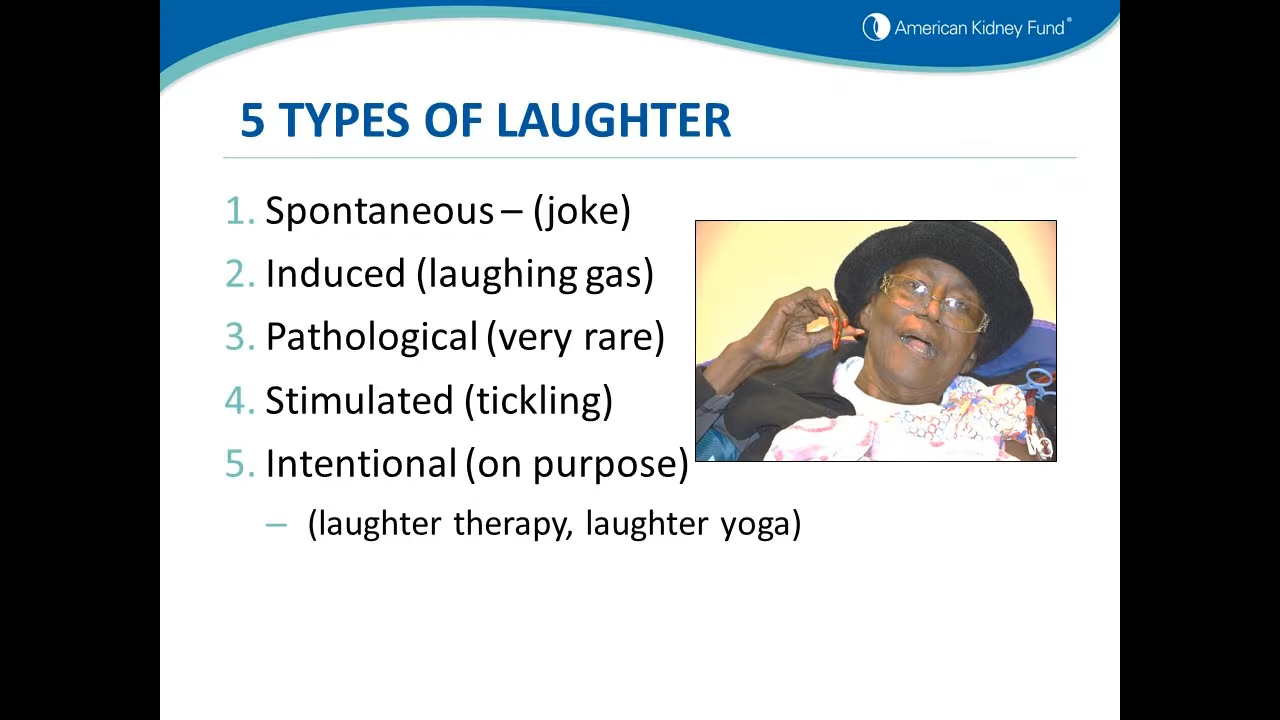 American Kidney Fund®
5 TYPES OF LAUGHTER
1. Spontaneous – (joke)
2. Induced (laughing gas)
3. Pathological (very rare)
4. Stimulated (tickling)
5. Intentional (on purpose)
– (laughter therapy, laughter yoga)